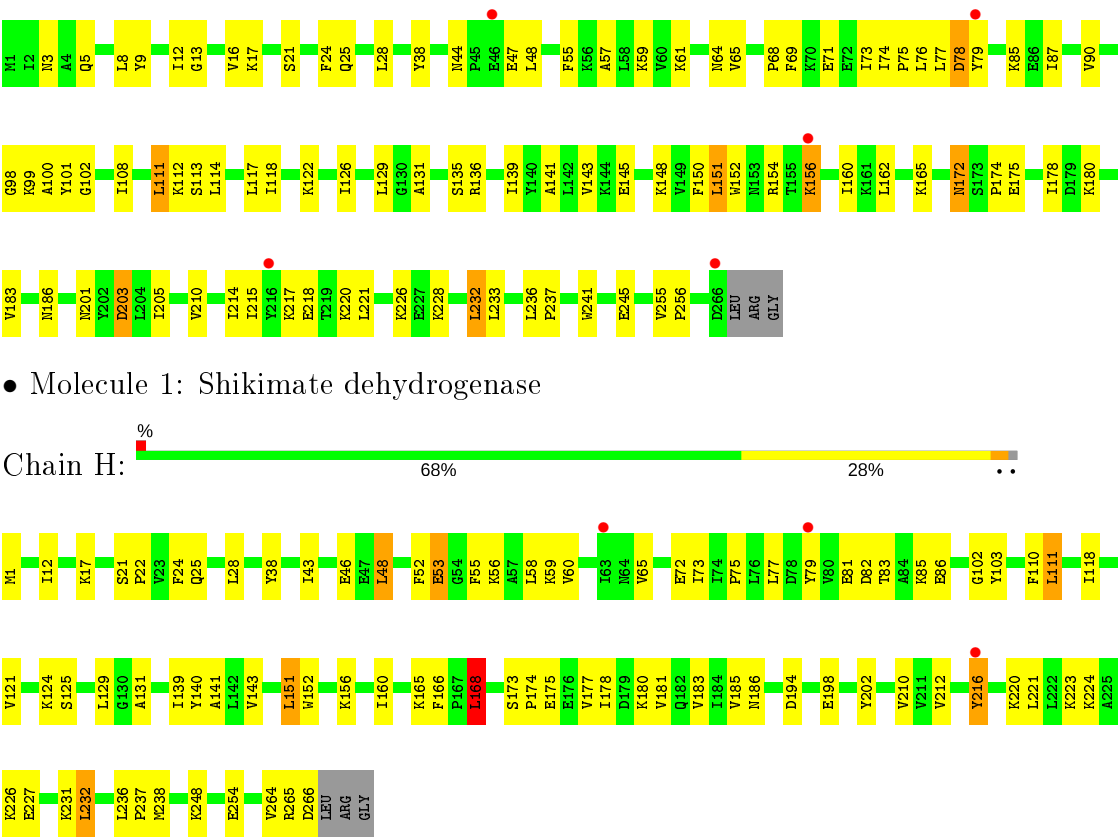 M1 I2 N3 A4 Q5 L8 Y9 I12 G13 V16 K17 S21 F24 Q25 L28 Y38 N44 P45 E46 E47 L48 F55 K56 A57 L58 K59 V60 K61 N64 V65 P68 F69 K70 E71 E72 I73 I74 P75 L76 L77 D78 Y79 K85 E86 I87 V90
G98 K99 A100 Y101 G102 I108 L111 K112 S113 L114 L117 I118 K122 I126 L129 G130 A131 S135 R136 I139 Y140 A141 L142 V143 K144 E145 K148 V149 F150 L151 W152 N153 R154 T155 K156 I160 K161 L162 K165 N172 S173 P174 E175 I178 D179 K180
V183 N186 N201 Y202 D203 L204 I205 V210 I214 I215 Y216 K217 E218 T219 K220 L221 K226 E227 K228 L232 L233 L236 P237 W241 E245 V255 P256 D266 LEU ARG GLY
• Molecule 1: Shikimate dehydrogenase
%
Chain H:
68% 28% • •
M1 I12 K17 S21 P22 V23 F24 Q25 L28 Y38 I43 E46 E47 L48 F52 E53 G54 F55 K56 A57 L58 K59 V60 I63 N64 V65 E72 I73 I74 P75 L76 L77 D78 Y79 V80 E81 D82 T83 A84 K85 E86 G102 Y103 F110 L111 I118
V121 K124 S125 L129 G130 A131 I139 Y140 A141 L142 V143 L151 W152 K156 I160 K165 F166 P167 L168 S173 P174 E175 E176 V177 I178 D179 K180 V181 Q182 V183 I184 V185 N186 D194 E198 Y202 V210 V211 V212 Y216 K220 L221 L222 K223 K224 A225
K226 E227 K231 L232 L236 P237 M238 K248 E254 V264 R265 D266 LEU ARG GLY